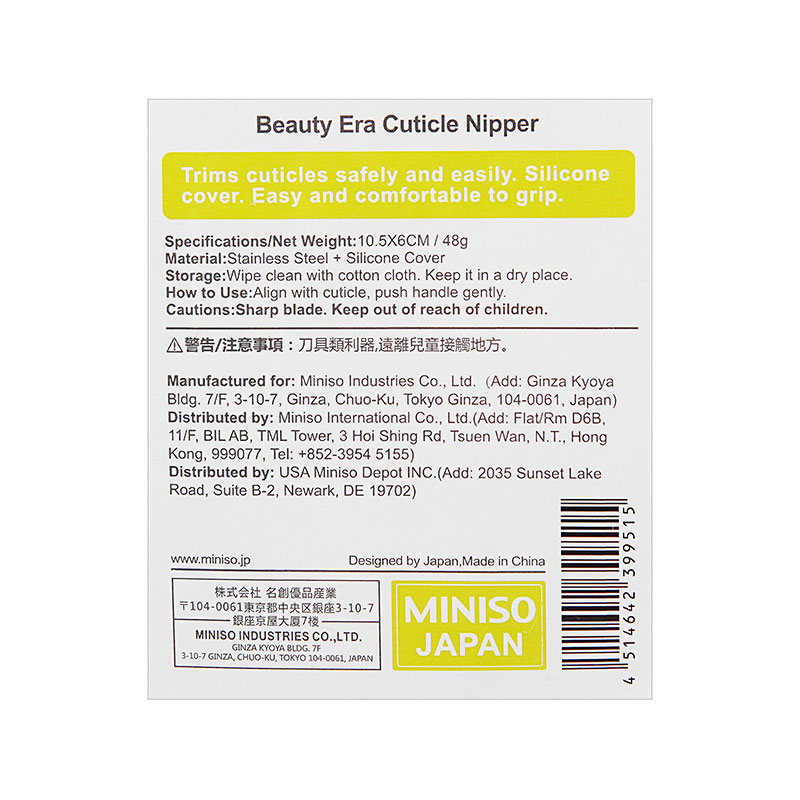 Beauty Era Cuticle Nipper
Trims cuticles safely and easily. Silicone
cover. Easy and comfortable to grip.
Specifications/Net Weight:10.5X6CM / 48g
Material:Stainless Steel + Silicone Cover
Storage:Wipe clean with cotton cloth. Keep it in a dry place.
How to Use:Align with cuticle, push handle gently.
Cautions:Sharp blade. Keep out of reach of children.
⚠警告/注意事項：刀具類利器,遠離兒童接觸地方。
Manufactured for: Miniso Industries Co., Ltd.（Add: Ginza Kyoya
Bldg. 7/F, 3-10-7, Ginza, Chuo-Ku, Tokyo Ginza, 104-0061, Japan)
Distributed by: Miniso International Co., Ltd.(Add: Flat/Rm D6B,
11/F, BIL AB, TML Tower, 3 Hoi Shing Rd, Tsuen Wan, N.T., Hong
Kong, 999077, Tel: +852-3954 5155)
Distributed by: USA Miniso Depot INC.(Add: 2035 Sunset Lake
Road, Suite B-2, Newark, DE 19702)
www.miniso.jp
Designed by Japan,Made in China
株式会社 名創優品産業
〒104-0061東京都中央区銀座3-10-7
銀座京屋大厦7楼
MINISO INDUSTRIES CO.,LTD.
GINZA KYOYA BLDG. 7F
3-10-7 GINZA, CHUO-KU, TOKYO 104-0061, JAPAN
MINISO
JAPAN
4 514642 399515